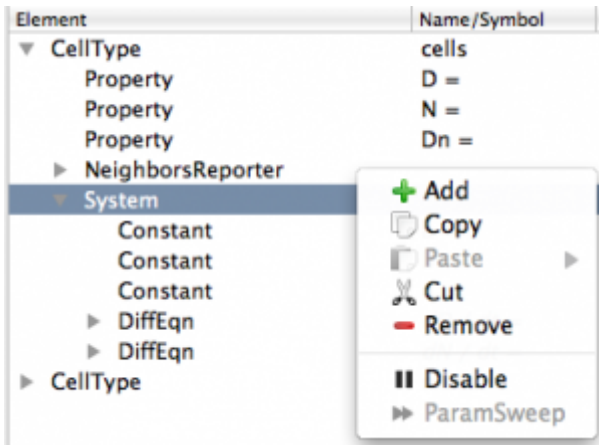 Element Name/Symbol
CellType cells
Property D =
Property N =
Property Dn =
NeighborsReporter
System
Constant
Constant
Constant
DiffEqn
DiffEqn
CellType
Add
Copy
Paste
Cut
Remove
Disable
ParamSweep